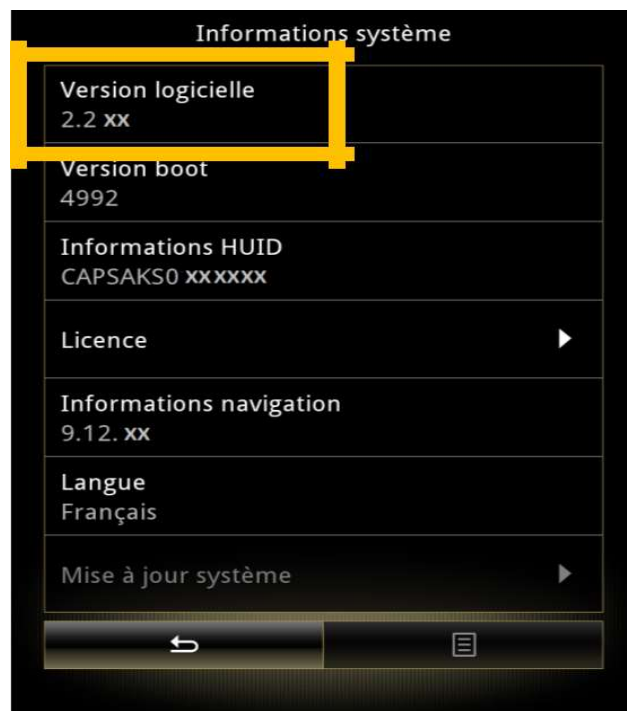 Informations système
Version logicielle
2.2 xx
Version boot
4992
Informations HUID
CAPSAKS0 xxxxxx
Licence
Informations navigation
9.12. xx
Langue
Français
Mise à jour système